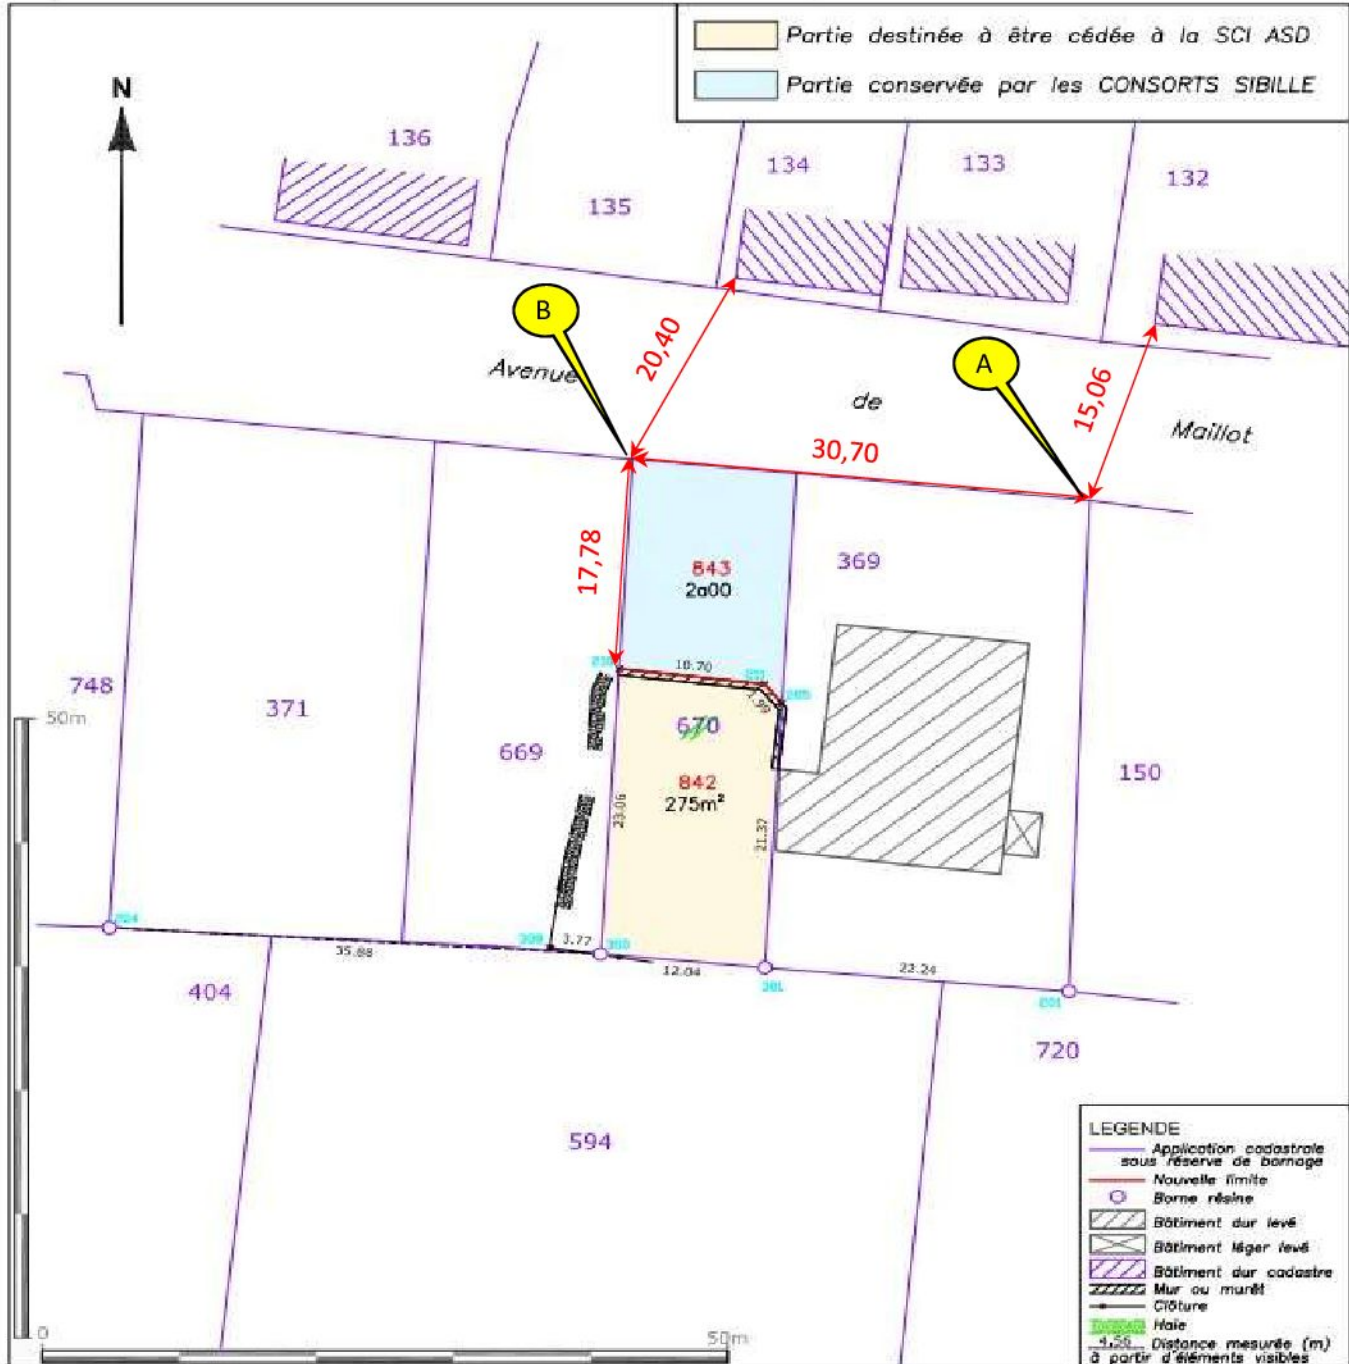 Partie destinée à être cédée à la SCI ASD
Partie conservée par les CONSORTS SIBILLE
N
136
135
134
133
132
B
20,40
A
15,06
Avenue
de
Maillot
30,70
17,78
843
2a00
369
10.70
748
50m
371
669
670
842
275m²
150
23.06
21.32
35.88
3.77
12.04
22.24
404
720
594
0
50m
LEGENDE
Application cadastrale
sous réserve de bornage
Nouvelle limite
Borne résine
Bâtiment dur levé
Bâtiment léger levé
Bâtiment dur cadastre
Mur ou murêt
Clôture
Haie
4.56 Distance mesurée (m)
à partir d'éléments visibles